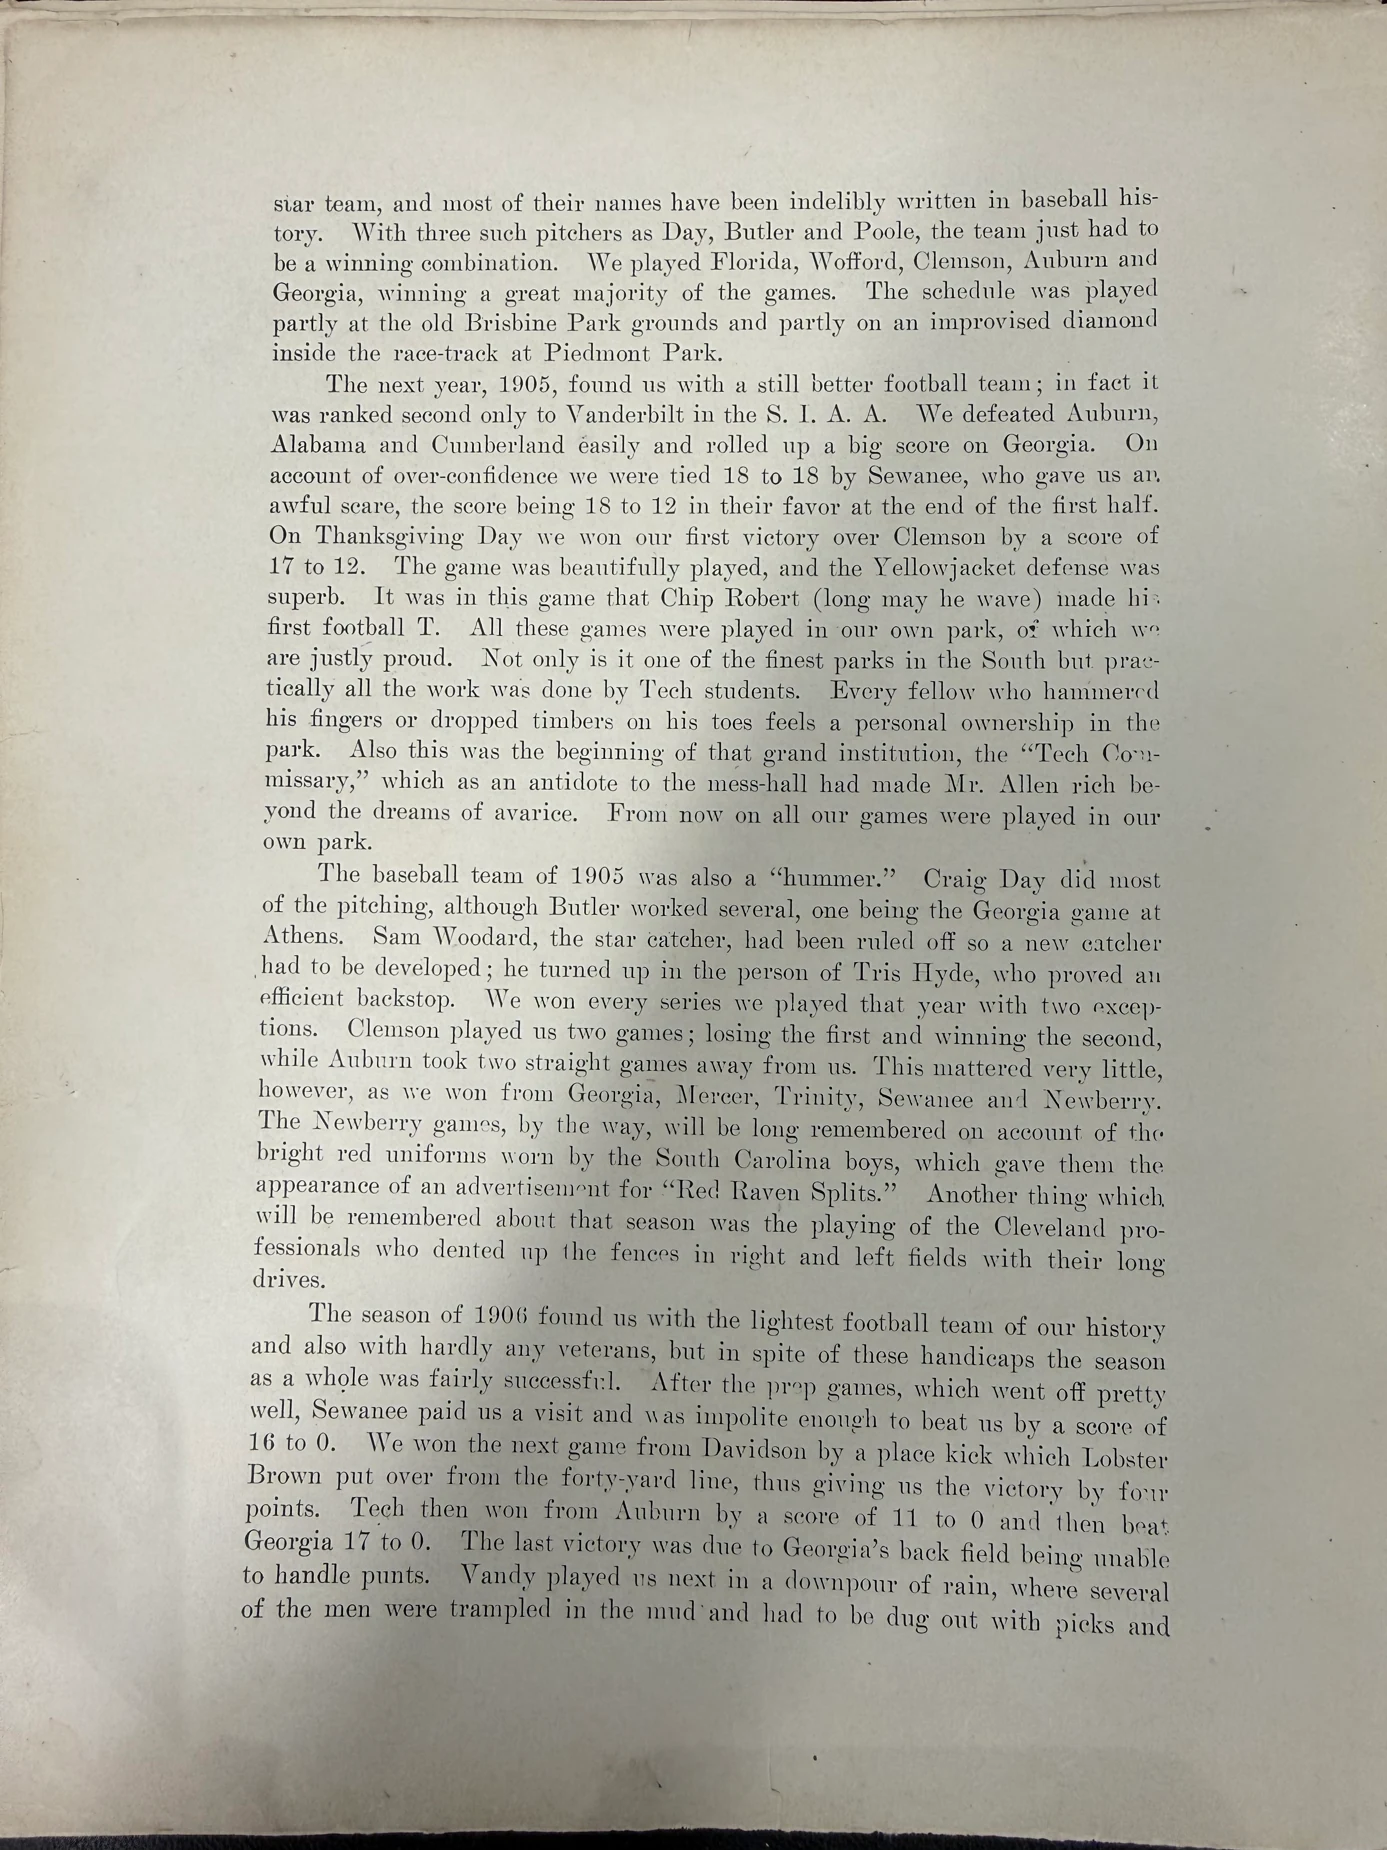 star team, and most of their names have been indelibly written in baseball his-
tory. With three such pitchers as Day, Butler and Poole, the team just had to
be a winning combination. We played Florida, Wofford, Clemson, Auburn and
Georgia, winning a great majority of the games. The schedule was played
partly at the old Brisbine Park grounds and partly on an improvised diamond
inside the race-track at Piedmont Park.
The next year, 1905, found us with a still better football team; in fact it
was ranked second only to Vanderbilt in the S. I. A. A. We defeated Auburn,
Alabama and Cumberland easily and rolled up a big score on Georgia. On
account of over-confidence we were tied 18 to 18 by Sewanee, who gave us an
awful scare, the score being 18 to 12 in their favor at the end of the first half.
On Thanksgiving Day we won our first victory over Clemson by a score of
17 to 12. The game was beautifully played, and the Yellowjacket defense was
superb. It was in this game that Chip Robert (long may he wave) made his
first football T. All these games were played in our own park, of which we
are justly proud. Not only is it one of the finest parks in the South but prac-
tically all the work was done by Tech students. Every fellow who hammered
his fingers or dropped timbers on his toes feels a personal ownership in the
park. Also this was the beginning of that grand institution, the “Tech Com-
missary,” which as an antidote to the mess-hall had made Mr. Allen rich be-
yond the dreams of avarice. From now on all our games were played in our
own park.
The baseball team of 1905 was also a “hummer.” Craig Day did most
of the pitching, although Butler worked several, one being the Georgia game at
Athens. Sam Woodard, the star catcher, had been ruled off so a new catcher
had to be developed; he turned up in the person of Tris Hyde, who proved an
efficient backstop. We won every series we played that year with two excep-
tions. Clemson played us two games; losing the first and winning the second,
while Auburn took two straight games away from us. This mattered very little,
however, as we won from Georgia, Mercer, Trinity, Sewanee and Newberry.
The Newberry games, by the way, will be long remembered on account of the
bright red uniforms worn by the South Carolina boys, which gave them the
appearance of an advertisement for “Red Raven Splits.” Another thing which
will be remembered about that season was the playing of the Cleveland pro-
fessionals who dented up the fences in right and left fields with their long
drives.
The season of 1906 found us with the lightest football team of our history
and also with hardly any veterans, but in spite of these handicaps the season
as a whole was fairly successful. After the prep games, which went off pretty
well, Sewanee paid us a visit and was impolite enough to beat us by a score of
16 to 0. We won the next game from Davidson by a place kick which Lobster
Brown put over from the forty-yard line, thus giving us the victory by four
points. Tech then won from Auburn by a score of 11 to 0 and then beat
Georgia 17 to 0. The last victory was due to Georgia’s back field being unable
to handle punts. Vandy played us next in a downpour of rain, where several
of the men were trampled in the mud and had to be dug out with picks and